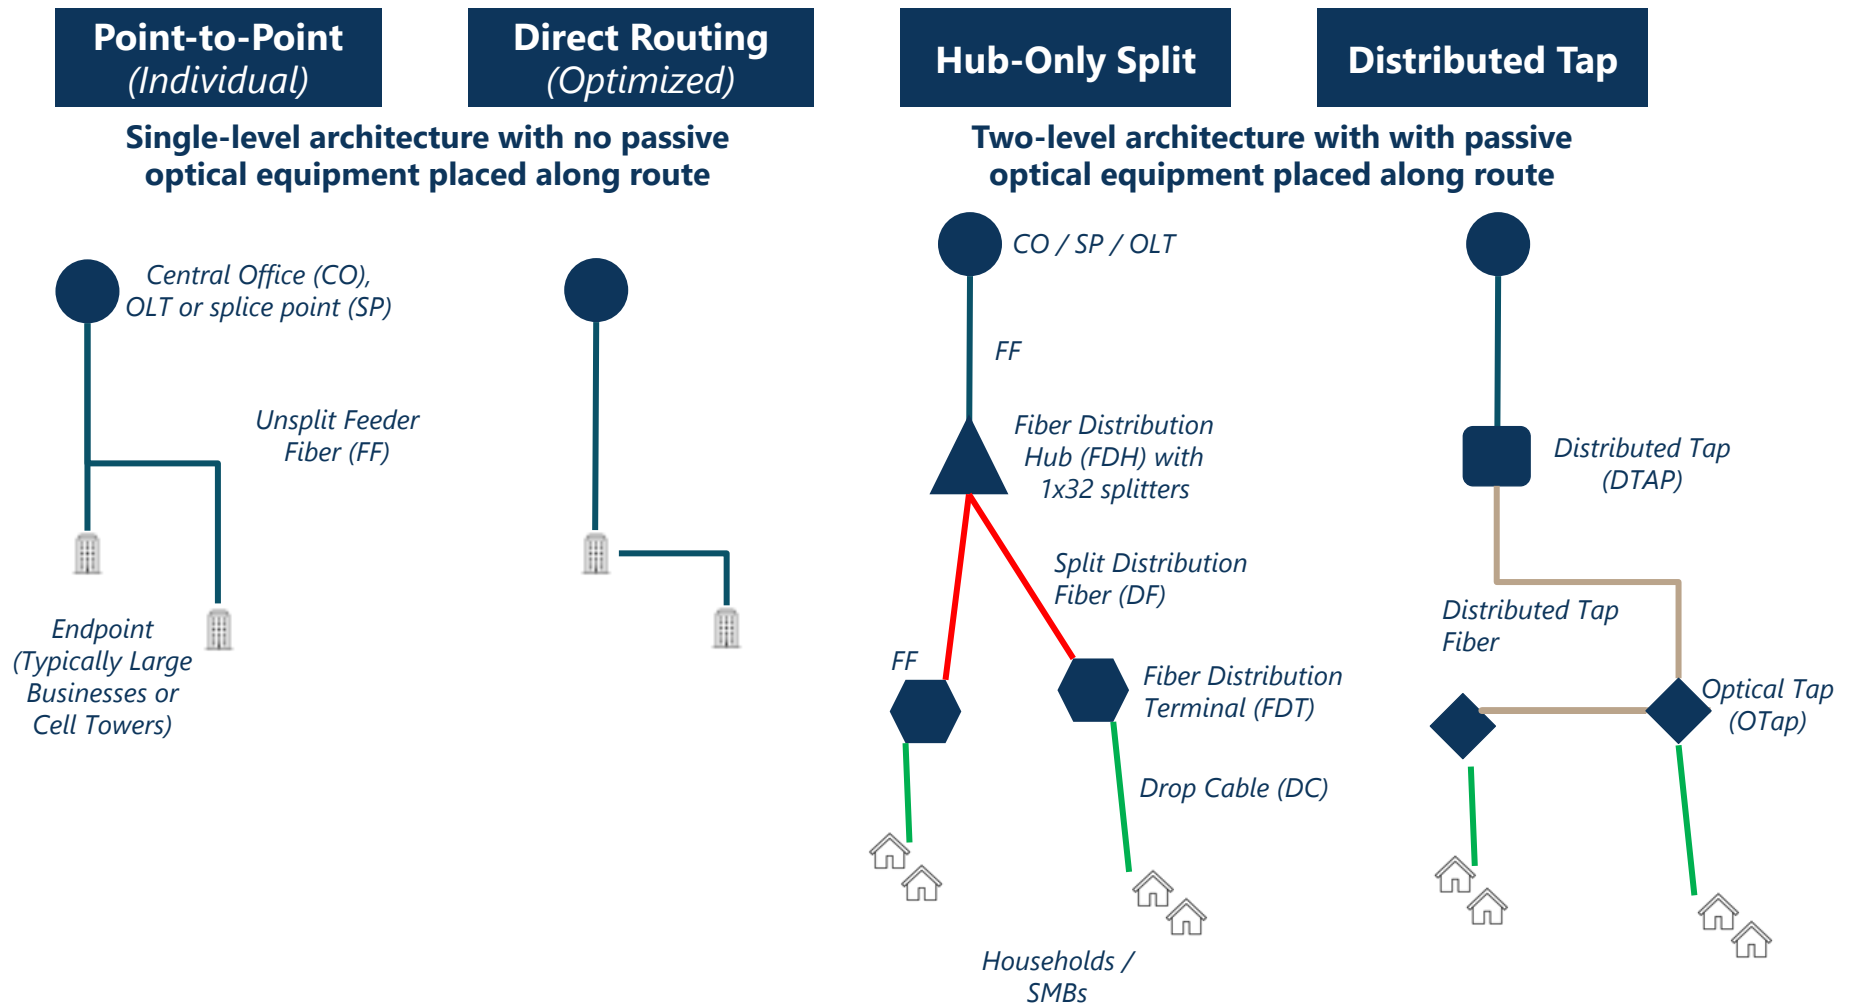 Point-to-Point
(Individual)
Direct Routing
(Optimized)
Hub-Only Split
Distributed Tap
Single-level architecture with no passive
optical equipment placed along route
Two-level architecture with with passive
optical equipment placed along route
Central Office (CO),
OLT or splice point (SP)
Unsplit Feeder
Fiber (FF)
Endpoint
(Typically Large
Businesses or
Cell Towers)
CO / SP / OLT
FF
Fiber Distribution
Hub (FDH) with
1x32 splitters
Split Distribution
Fiber (DF)
FF
Fiber Distribution
Terminal (FDT)
Drop Cable (DC)
Households /
SMBs
Distributed Tap
(DTAP)
Distributed Tap
Fiber
Optical Tap
(OTap)